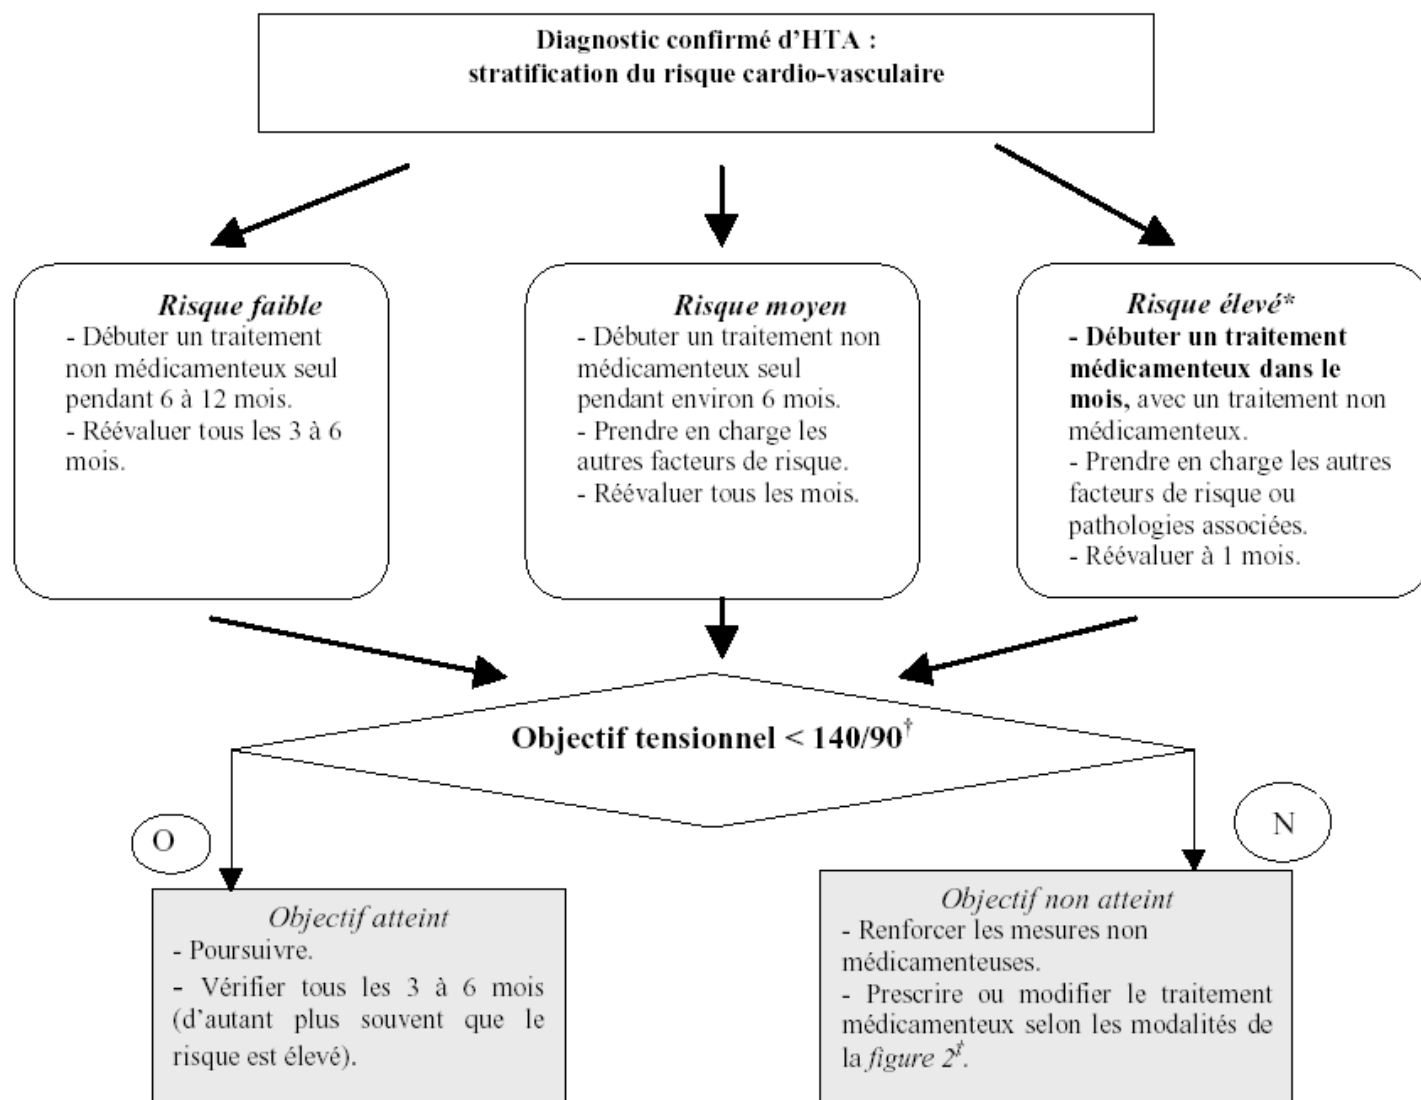 Diagnostic confirmé d'HTA :
stratification du risque cardio-vasculaire
Risque faible
- Débuter un traitement
non médicamenteux seul
pendant 6 à 12 mois.
- Réévaluer tous les 3 à 6
mois.
Risque moyen
- Débuter un traitement non
médicamenteux seul
pendant environ 6 mois.
- Prendre en charge les
autres facteurs de risque.
- Réévaluer tous les mois.
Risque élevé*
- Débuter un traitement
médicamenteux dans le
mois, avec un traitement non
médicamenteux.
- Prendre en charge les autres
facteurs de risque ou
pathologies associées.
- Réévaluer à 1 mois.
Objectif tensionnel < 140/90†
O
N
Objectif atteint
- Poursuivre.
- Vérifier tous les 3 à 6 mois
(d'autant plus souvent que le
risque est élevé).
Objectif non atteint
- Renforcer les mesures non
médicamenteuses.
- Prescrire ou modifier le traitement
médicamenteux selon les modalités de
la figure 2‡.